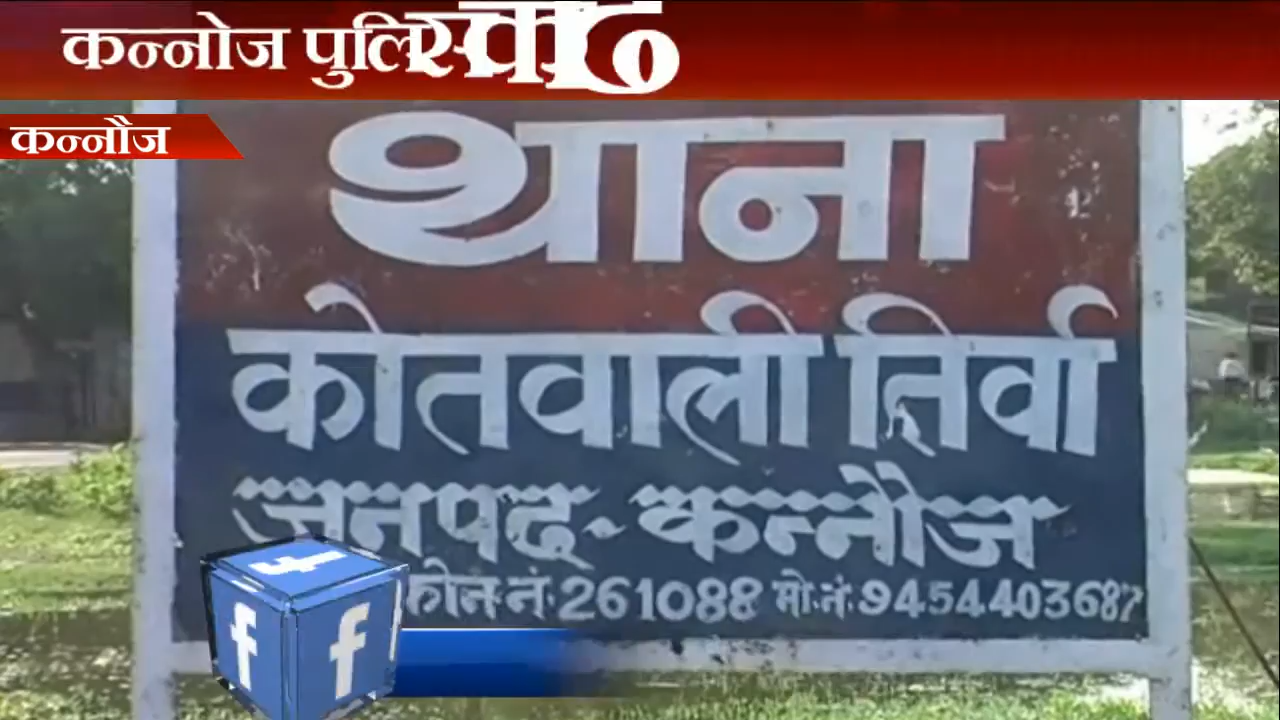 कन्नोज पुलिस
कन्नौज
थाना
कोतवाली तिर्वा
जनपद-कन्नौज
फोन नं. 261088 मो.नं. 9454403687